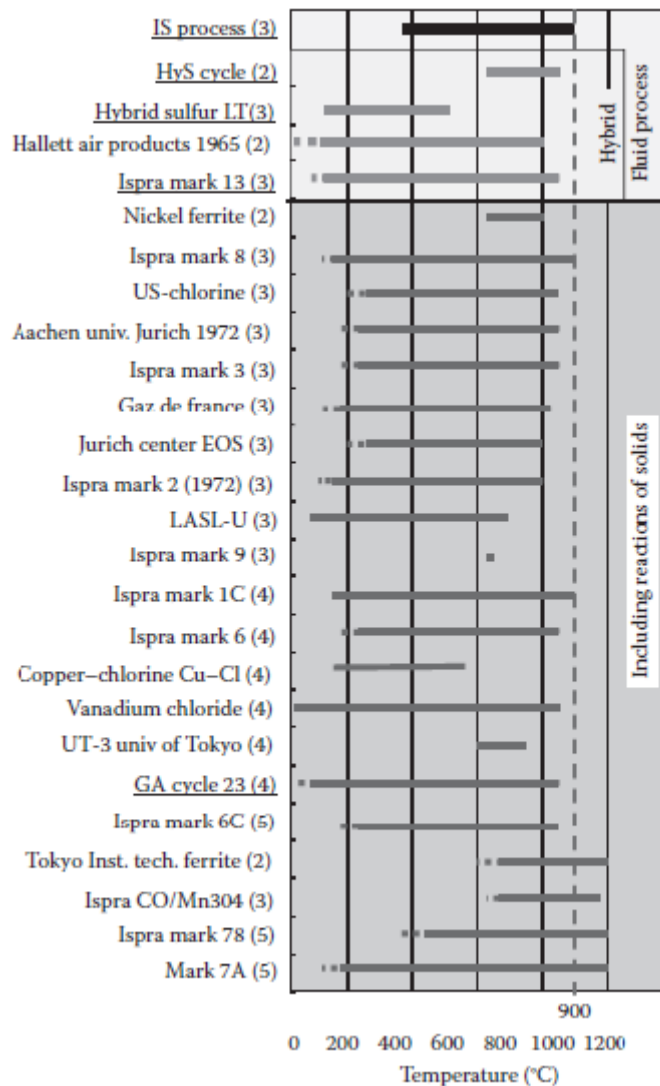 IS process (3)
HyS cycle (2)
Hybrid sulfur LT(3)
Hallett air products 1965 (2)
Ispra mark 13 (3)
Nickel ferrite (2)
Ispra mark 8 (3)
US-chlorine (3)
Aachen univ. Jurich 1972 (3)
Ispra mark 3 (3)
Gaz de france (3)
Jurich center EOS (3)
Ispra mark 2 (1972) (3)
LASL-U (3)
Ispra mark 9 (3)
Ispra mark 1C (4)
Ispra mark 6 (4)
Copper–chlorine Cu–Cl (4)
Vanadium chloride (4)
UT-3 univ of Tokyo (4)
GA cycle 23 (4)
Ispra mark 6C (5)
Tokyo Inst. tech. ferrite (2)
Ispra CO/Mn304 (3)
Ispra mark 78 (5)
Mark 7A (5)
Hybrid
Fluid process
Including reactions of solids
900
0 200 400 600 800 1000 1200
Temperature (°C)